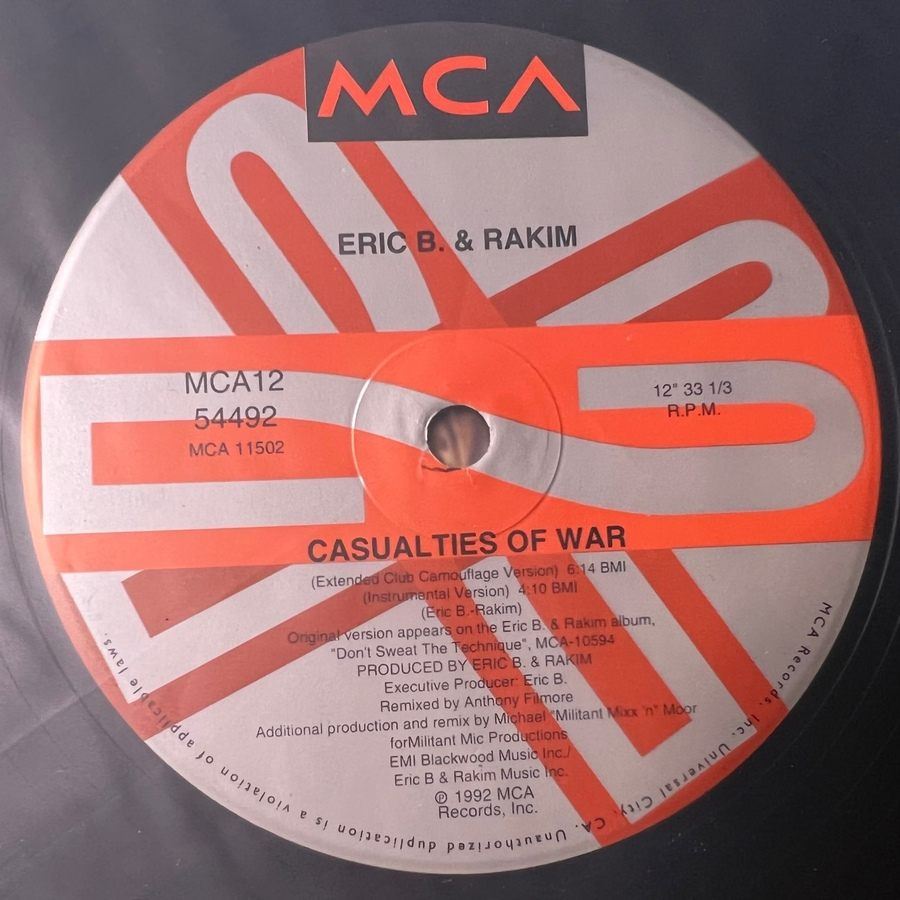 MCA
ERIC B. & RAKIM
MCA12
54492
MCA 11502
12" 33 1/3
R.P.M.
CASUALTIES OF WAR
(Extended Club Camouflage Version) 6:14 BMI
(Instrumental Version) 4:10 BMI
(Eric B.-Rakim)
Original version appears on the Eric B. & Rakim album,
"Don't Sweat The Technique", MCA-10594
PRODUCED BY ERIC B. & RAKIM
Executive Producer: Eric B.
Remixed by Anthony Filmore
Additional production and remix by Michael "Militant Mixx 'n" Moor
forMilitant Mic Productions
EMI Blackwood Music Inc./
Eric B & Rakim Music Inc.
℗ 1992 MCA
Records, Inc.
MCA Records, Inc. Universal City, CA. Unauthorized duplication is a violation of applicable laws.